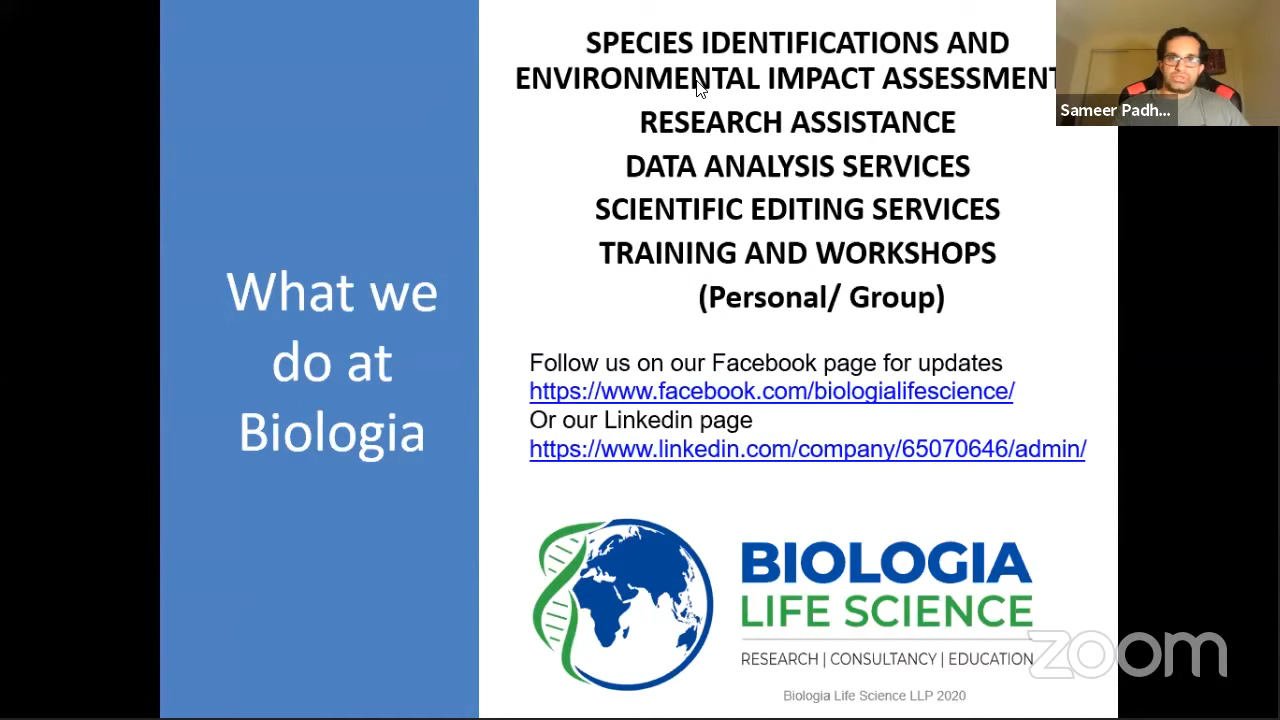 What we
do at
Biologia
SPECIES IDENTIFICATIONS AND
ENVIRONMENTAL IMPACT ASSESSMENT
RESEARCH ASSISTANCE
DATA ANALYSIS SERVICES
SCIENTIFIC EDITING SERVICES
TRAINING AND WORKSHOPS
(Personal/ Group)
Follow us on our Facebook page for updates
https://www.facebook.com/biologialifescience/
Or our Linkedin page
https://www.linkedin.com/company/65070646/admin/
BIOLOGIA
LIFE SCIENCE
RESEARCH | CONSULTANCY | EDUCATION
Biologia Life Science LLP 2020
Sameer Padh...
zoom